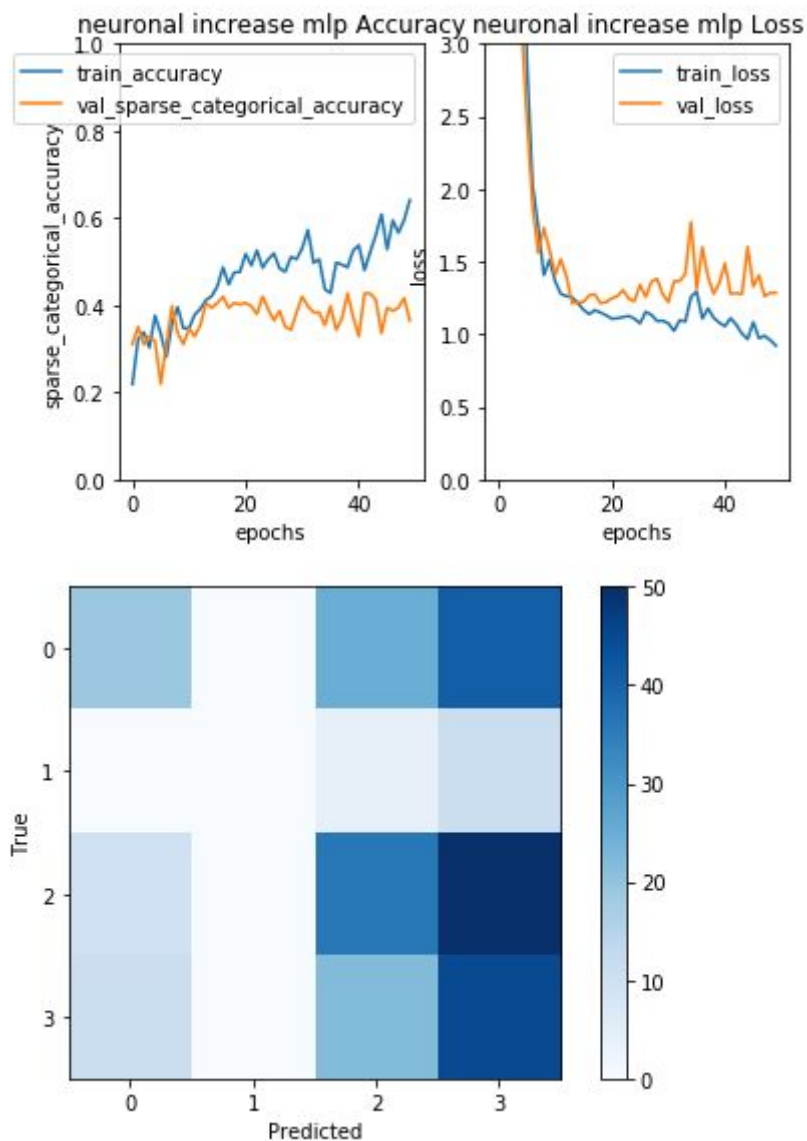 neuronal increase mlp Accuracy
1.0
0.8
0.6
0.4
0.2
0.0
sparse_categorical_accuracy
train_accuracy
val_sparse_categorical_accuracy
0 20 40
epochs
neuronal increase mlp Loss
3.0
2.5
2.0
1.5
1.0
0.5
0.0
loss
train_loss
val_loss
0 20 40
epochs
0
1
2
3
True
0 1 2 3
Predicted
50
40
30
20
10
0